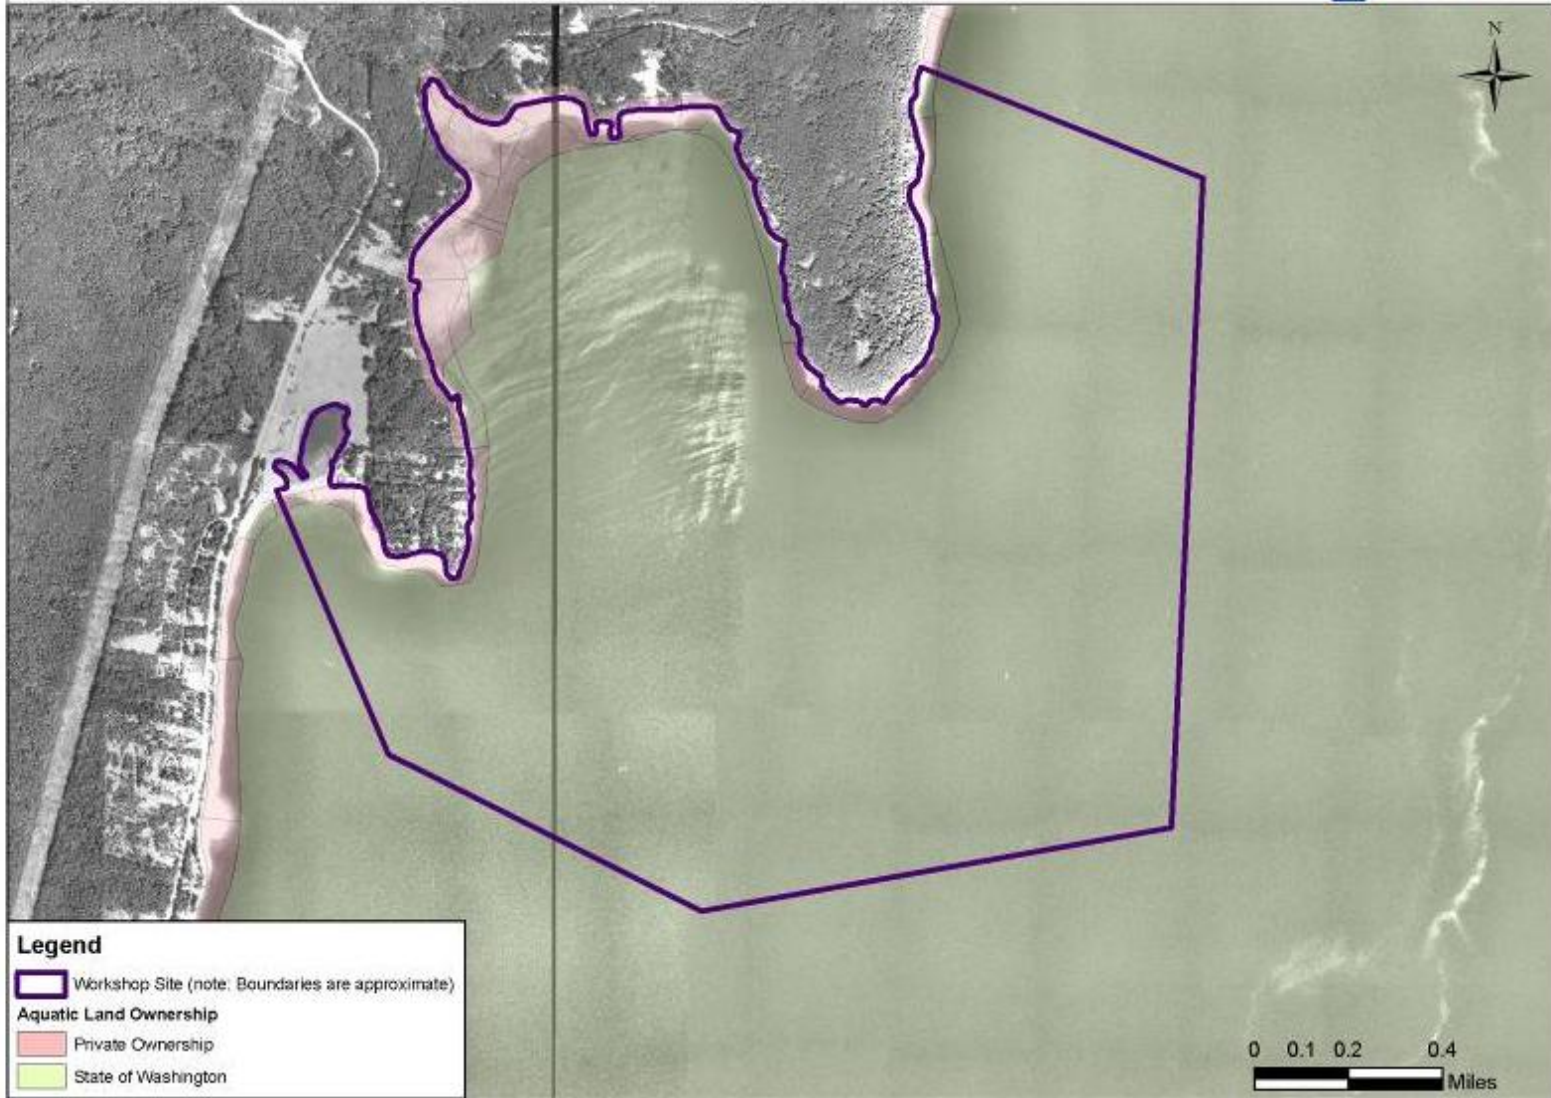 N
Legend
Workshop Site (note: Boundaries are approximate)
Aquatic Land Ownership
Private Ownership
State of Washington
0 0.1 0.2 0.4
Miles